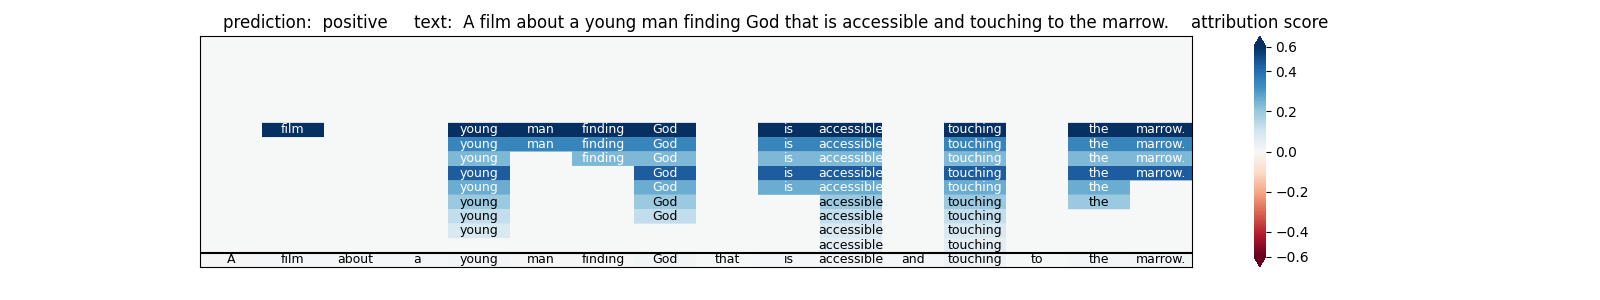 prediction: positive text: A film about a young man finding God that is accessible and touching to the marrow. attribution score
0.6
film young man finding God is accessible touching the marrow.
young man finding God is accessible touching the marrow.
0.4
young finding God is accessible touching the marrow.
young God is accessible touching the marrow.
young God is accessible touching the
0.2
young God accessible touching the
young God accessible touching
young accessible touching
accessible touching
A film about a young man finding God that is accessible and touching to the marrow.
0.0
−0.2
−0.4
−0.6